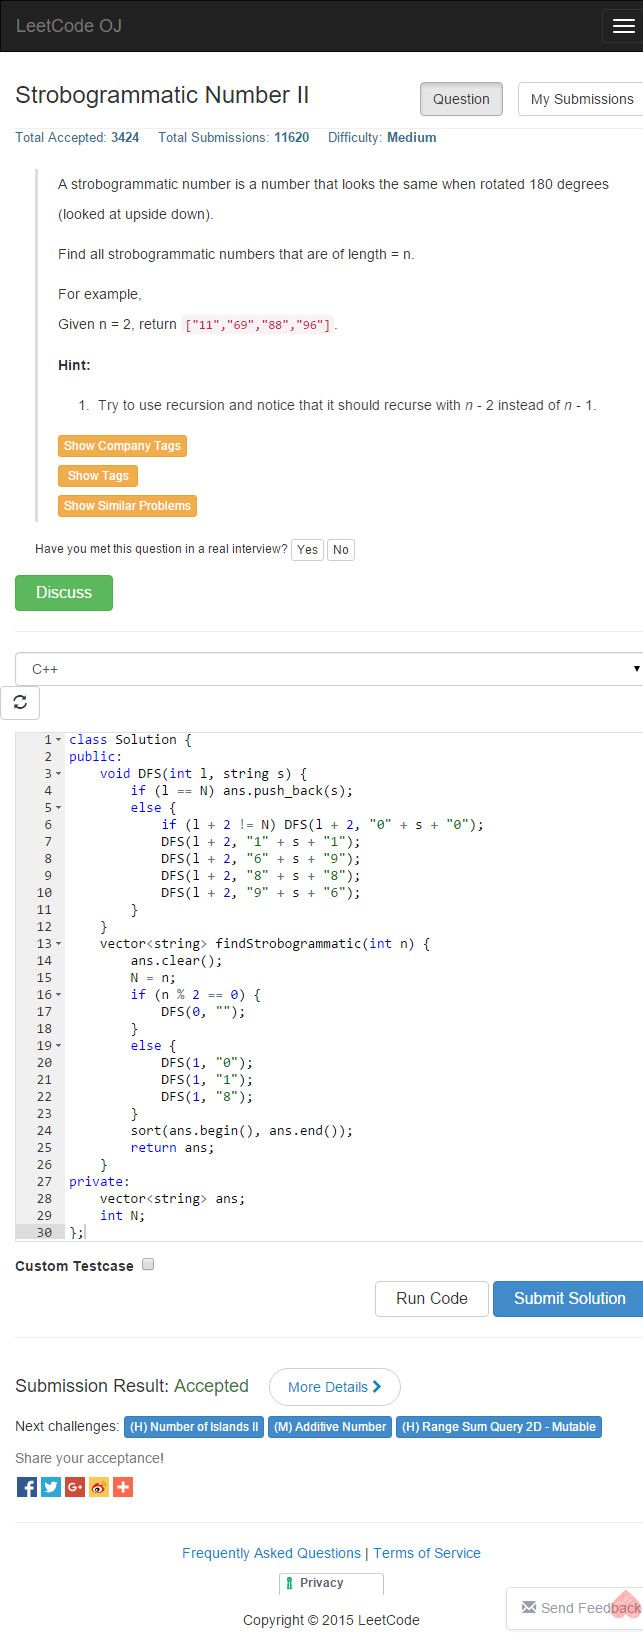 LeetCode OJ
Strobogrammatic Number II
Question
My Submissions
Total Accepted: 3424 Total Submissions: 11620 Difficulty: Medium
A strobogrammatic number is a number that looks the same when rotated 180 degrees
(looked at upside down).
Find all strobogrammatic numbers that are of length = n.
For example,
Given n = 2, return ["11","69","88","96"].
Hint:
1. Try to use recursion and notice that it should recurse with n - 2 instead of n - 1.
Show Company Tags
Show Tags
Show Similar Problems
Have you met this question in a real interview? Yes No
Discuss
C++
1 class Solution {
2 public:
3     void DFS(int l, string s) {
4         if (l == N) ans.push_back(s);
5         else {
6             if (l + 2 != N) DFS(l + 2, "0" + s + "0");
7             DFS(l + 2, "1" + s + "1");
8             DFS(l + 2, "6" + s + "9");
9             DFS(l + 2, "8" + s + "8");
10             DFS(l + 2, "9" + s + "6");
11         }
12     }
13     vector<string> findStrobogrammatic(int n) {
14         ans.clear();
15         N = n;
16         if (n % 2 == 0) {
17             DFS(0, "");
18         }
19         else {
20             DFS(1, "0");
21             DFS(1, "1");
22             DFS(1, "8");
23         }
24         sort(ans.begin(), ans.end());
25         return ans;
26     }
27 private:
28     vector<string> ans;
29     int N;
30 };
Custom Testcase
Run Code
Submit Solution
Submission Result: Accepted More Details
Next challenges: (H) Number of Islands II (M) Additive Number (H) Range Sum Query 2D - Mutable
Share your acceptance!
Frequently Asked Questions | Terms of Service
Privacy
Send Feedback
Copyright © 2015 LeetCode